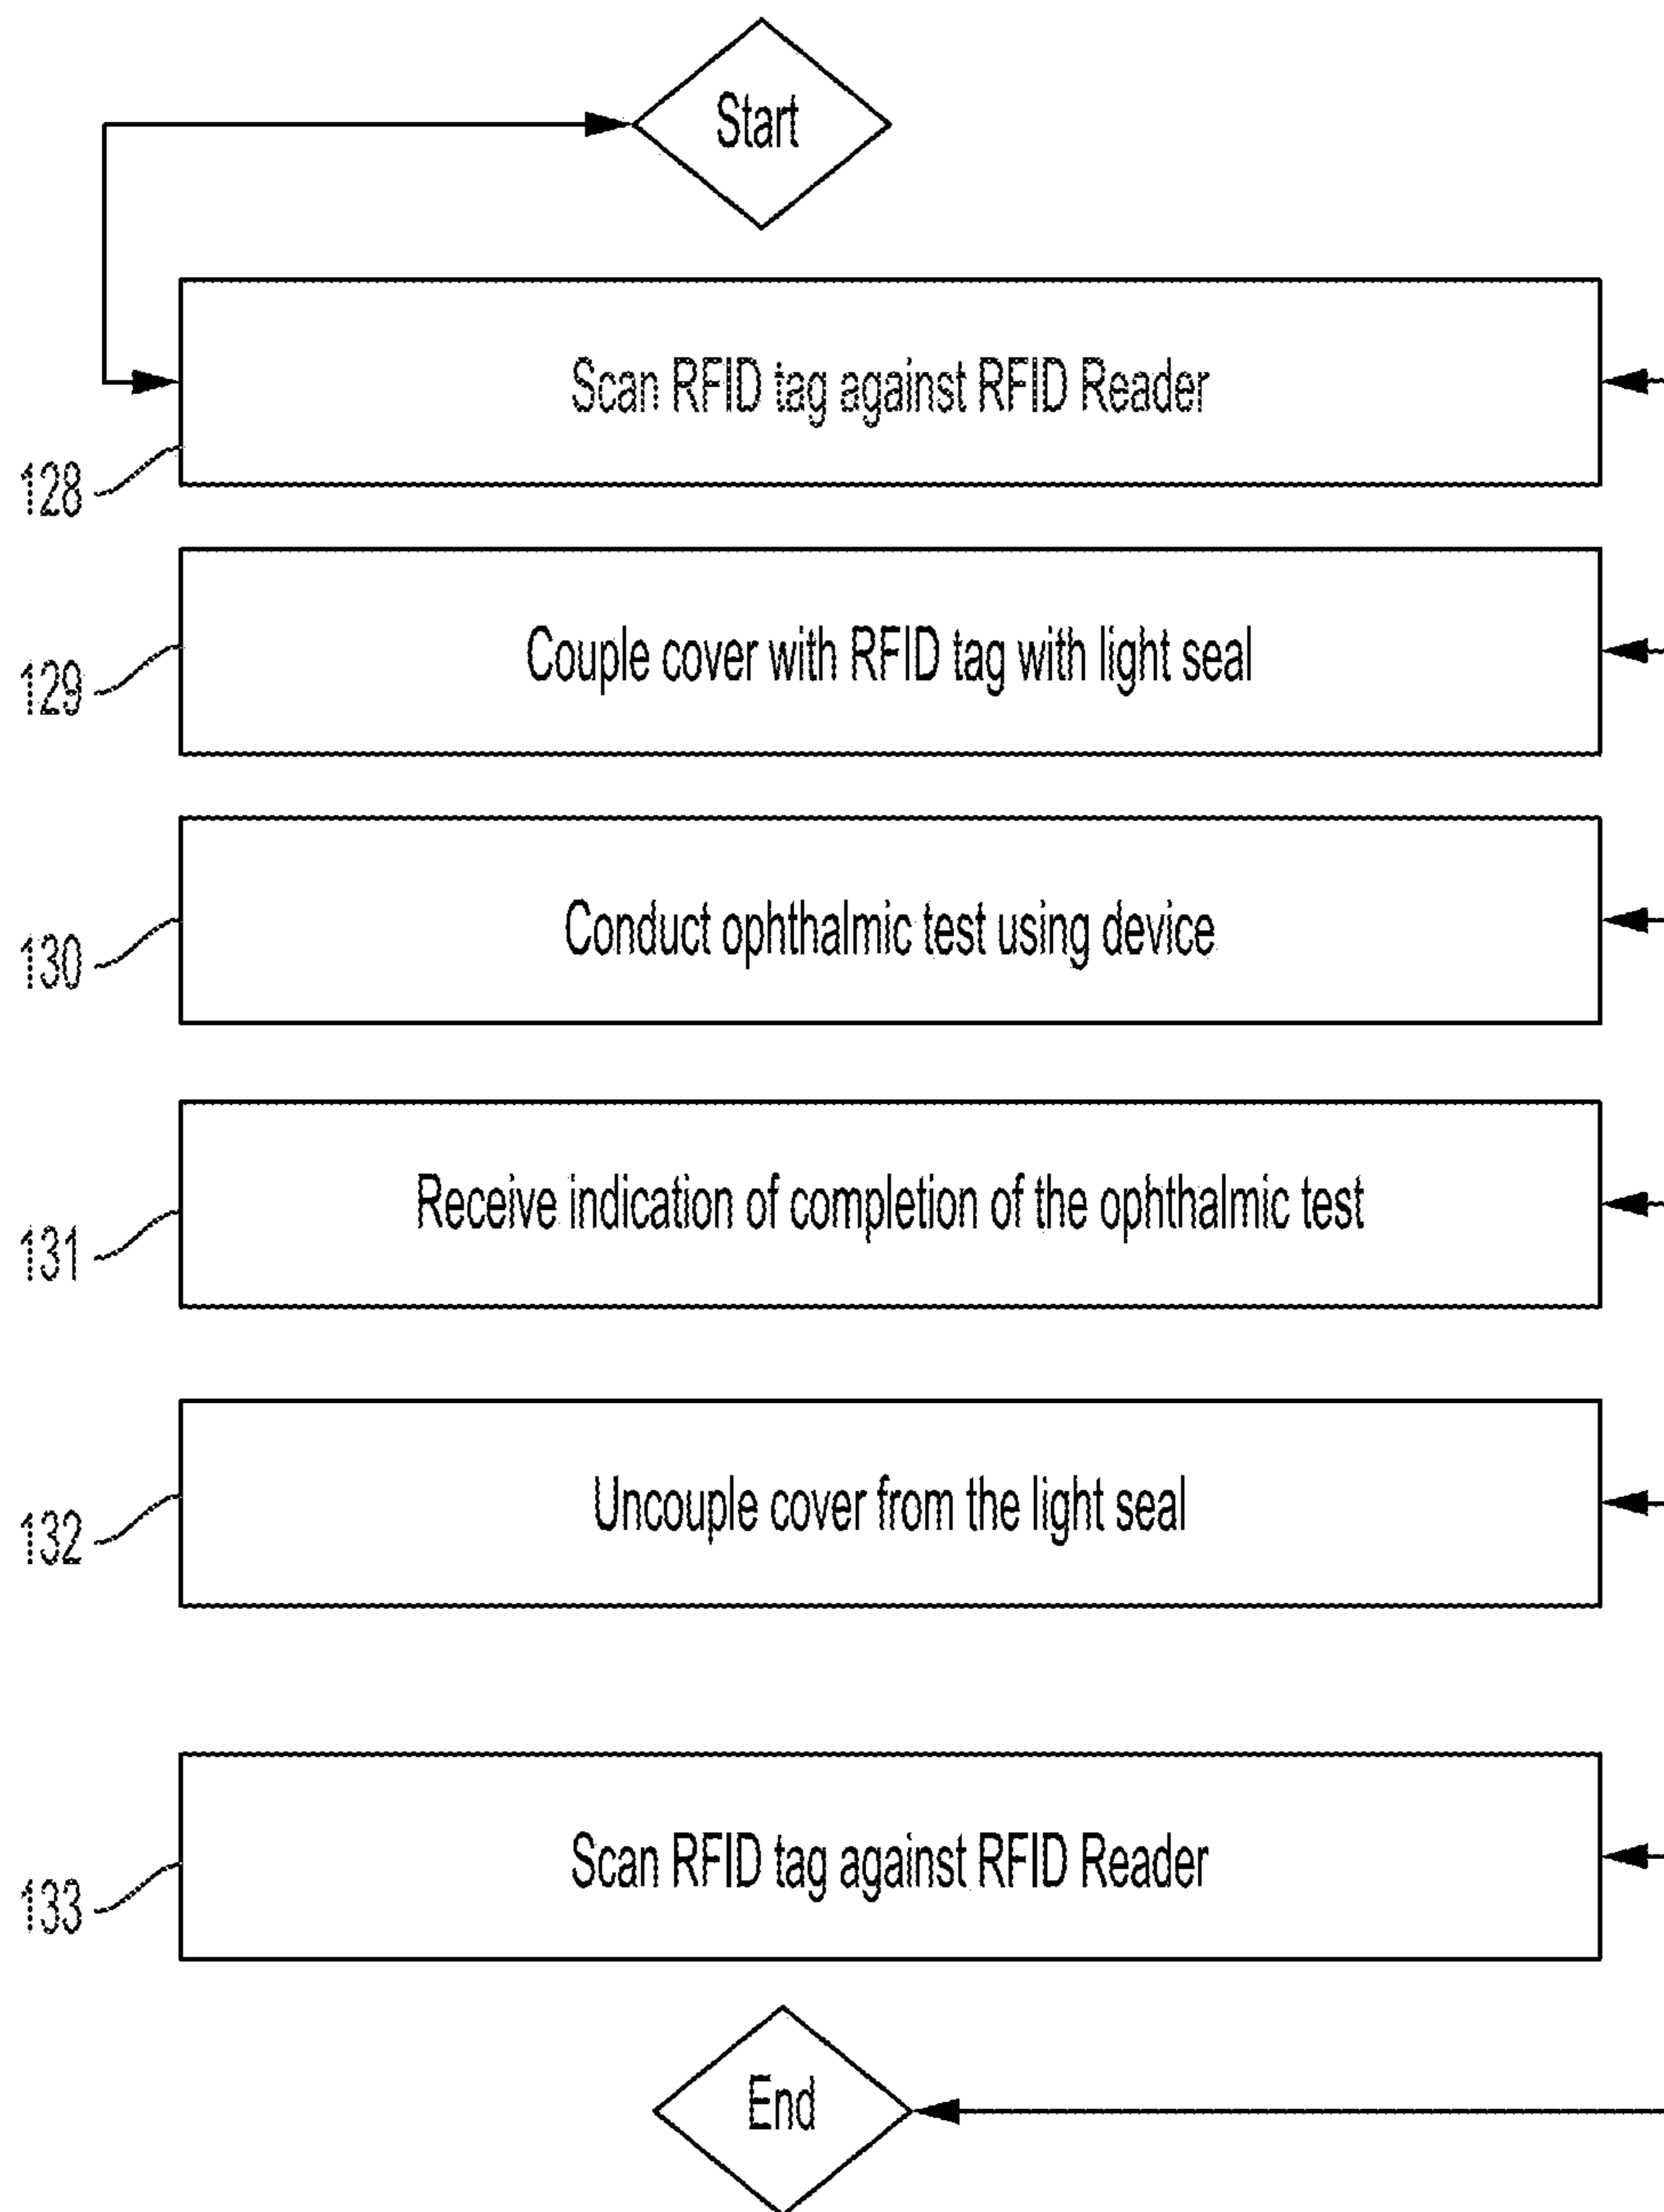 Start
Scan RFID tag against RFID Reader
128
Couple cover with RFID tag with light seal
129
Conduct ophthalmic test using device
130
Receive indication of completion of the ophthalmic test
131
Uncouple cover from the light seal
132
Scan RFID tag against RFID Reader
133
End